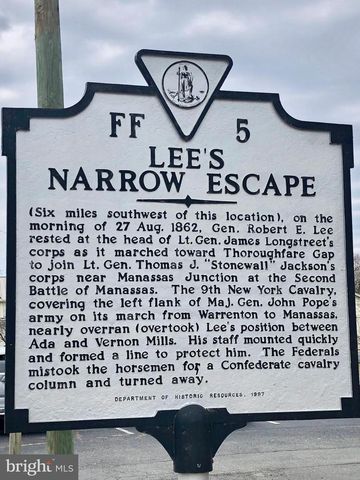 FF 5
LEE'S
NARROW ESCAPE
(Six miles southwest of this location), on the
morning of 27 Aug. 1862, Gen. Robert E. Lee
rested at the head of Lt. Gen. James Longstreet's
corps as it marched toward Thoroughfare Gap
to join Lt. Gen. Thomas J. "Stonewall" Jackson's
corps near Manassas Junction at the Second
Battle of Manassas. The 9th New York Cavalry,
covering the left flank of Maj. Gen. John Pope's
army on its march from Warrenton to Manassas,
nearly overran (overtook) Lee's position between
Ada and Vernon Mills. His staff mounted quickly
and formed a line to protect him. The Federals
mistook the horsemen for a Confederate cavalry
column and turned away.
DEPARTMENT OF HISTORIC RESOURCES, 1997
bright MLS